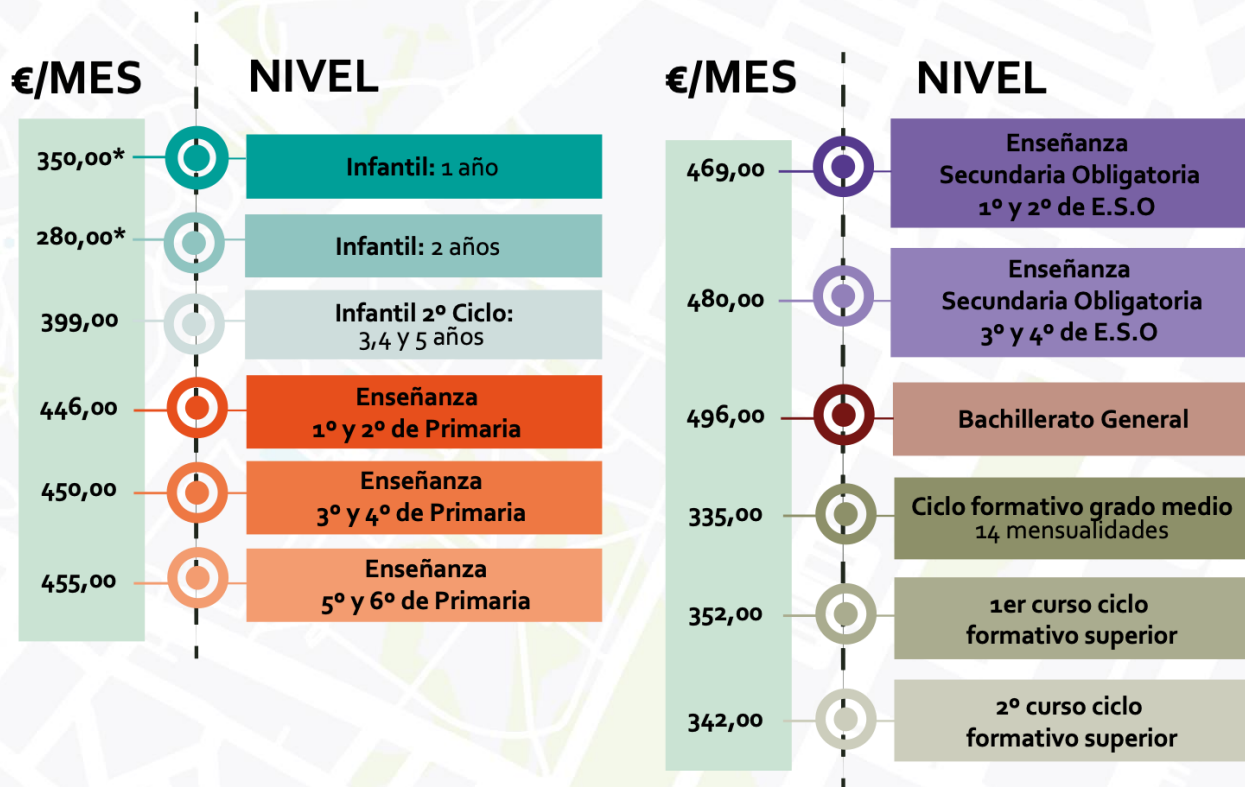 €/MES NIVEL
350,00* Infantil: 1 año
280,00* Infantil: 2 años
399,00 Infantil 2º Ciclo:
3,4 y 5 años
446,00 Enseñanza
1º y 2º de Primaria
450,00 Enseñanza
3º y 4º de Primaria
455,00 Enseñanza
5º y 6º de Primaria
€/MES NIVEL
469,00 Enseñanza
Secundaria Obligatoria
1º y 2º de E.S.O
480,00 Enseñanza
Secundaria Obligatoria
3º y 4º de E.S.O
496,00 Bachillerato General
335,00 Ciclo formativo grado medio
14 mensualidades
352,00 1er curso ciclo
formativo superior
342,00 2º curso ciclo
formativo superior